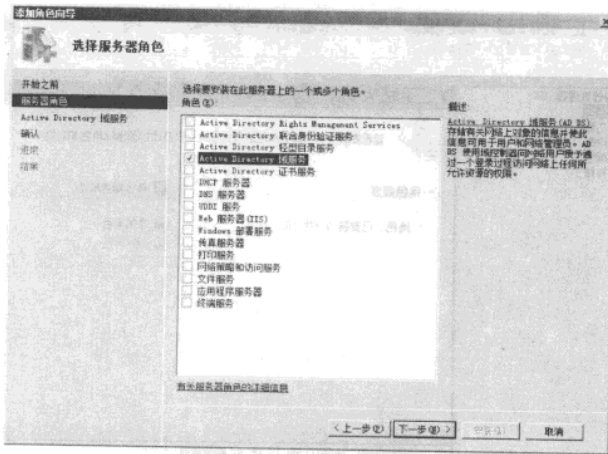 添加角色向导
选择服务器角色
开始之前
服务器角色
Active Directory 域服务
确认
进度
结果
选择要安装在此服务器上的一个或多个角色。
角色(R):
Active Directory Rights Management Services
Active Directory 联合身份验证服务
Active Directory 轻型目录服务
Active Directory 域服务
Active Directory 证书服务
DHCP 服务器
DNS 服务器
UDDI 服务
Web 服务器(IIS)
Windows 部署服务
传真服务器
打印服务
网络策略和访问服务
文件服务
应用程序服务器
终端服务
有关服务器角色的详细信息
描述
Active Directory 域服务(AD DS)
存储有关网络上对象的信息并使此
信息可用于用户和网络管理员。AD
DS 使用域控制器向网络用户授予通
过一个登录过程访问网络上任何所
允许资源的权限。
<上一步(P)
下一步(N)>
安装(I)
取消